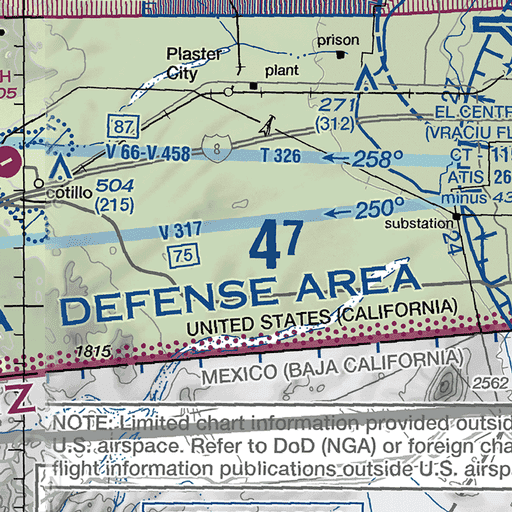 prison
Plaster
City
plant
H
05
271
(312)
EL CENTR
(VRACIU FL
87
8
V 66-V 458
T 326
258°
CT - 119
ATIS 26
minus 43
cotillo
504
(215)
250°
substation
V 317
47
75
24
DEFENSE AREA
UNITED STATES (CALIFORNIA)
1815
MEXICO (BAJA CALIFORNIA)
2562
Z
NOTE: Limited chart information provided outsid
U.S. airspace. Refer to DoD (NGA) or foreign cha
flight information publications outside U.S. airsp